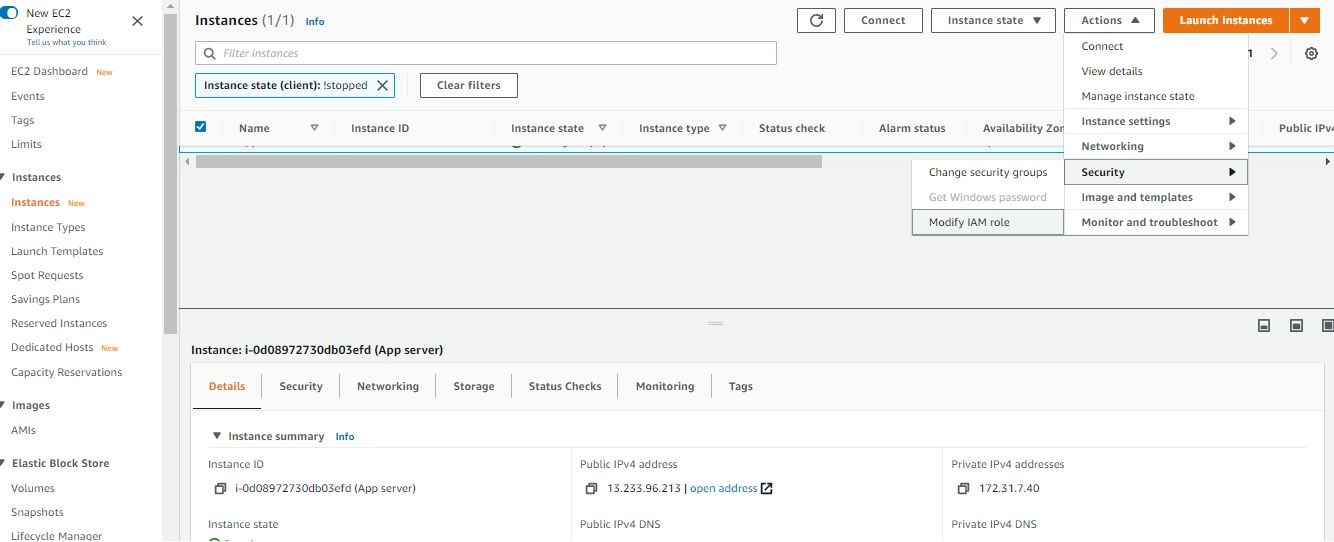 New EC2
Experience
Tell us what you think
EC2 Dashboard New
Events
Tags
Limits
Instances
Instances New
Instance Types
Launch Templates
Spot Requests
Savings Plans
Reserved Instances
Dedicated Hosts New
Capacity Reservations
Images
AMIs
Elastic Block Store
Volumes
Snapshots
Lifecycle Manager
Instances (1/1) Info
Connect
Instance state
Actions
Launch Instances
Filter Instances
1
Instance state (client): !stopped
Clear filters
Name
Instance ID
Instance state
Instance type
Status check
Alarm status
Availability Zon
Public IPv4
Connect
View details
Manage instance state
Instance settings
Networking
Security
Image and templates
Monitor and troubleshoot
Change security groups
Get Windows password
Modify IAM role
Instance: i-0d08972730db03efd (App server)
Details
Security
Networking
Storage
Status Checks
Monitoring
Tags
Instance summary Info
Instance ID
i-0d08972730db03efd (App server)
Public IPv4 address
13.233.96.213 | open address
Private IPv4 addresses
172.31.7.40
Instance state
Public IPv4 DNS
Private IPv4 DNS